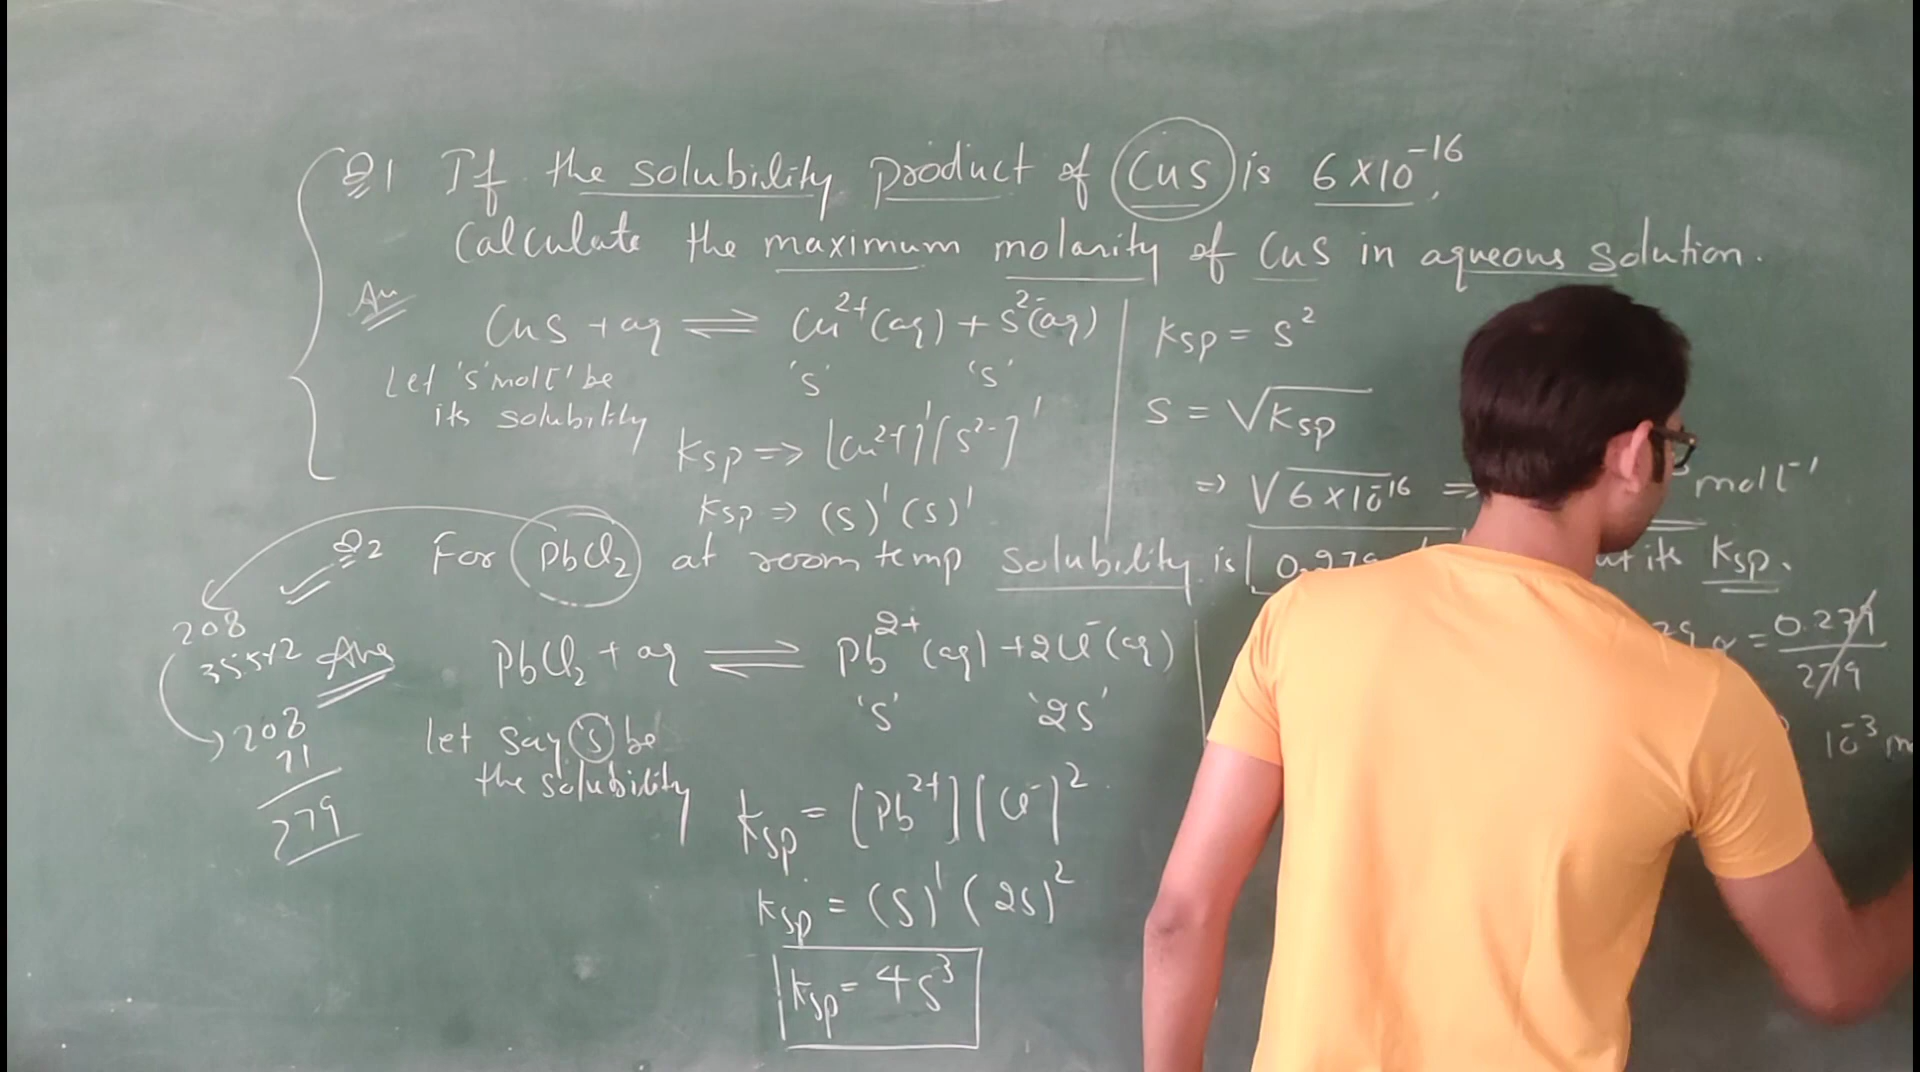 Q1 If the solubility product of CuS is 6×10⁻¹⁶,
Calculate the maximum molarity of CuS in aqueous solution.
Ans
CuS + aq ⇌ Cu²⁺(aq) + S²⁻(aq)
Let 's' mol L⁻¹ be
its solubility
's' 's'
Ksp ⇒ [Cu²⁺]¹[S²⁻]¹
Ksp ⇒ (s)¹(s)¹
Ksp = s²
s = √Ksp
⇒ √6×10⁻¹⁶ ⇒ mol L⁻¹
Q2 For PbCl₂ at room temp solubility is its Ksp.
208
35.5×2
208
71
279
Ans
PbCl₂ + aq ⇌ Pb²⁺(aq) + 2Cl⁻(aq)
's' '2s'
let say 's' be
the solubility
Ksp = [Pb²⁺][Cl⁻]²
Ksp = (s)¹(2s)²
Ksp = 4s³
= 0.279
279
10⁻³ m